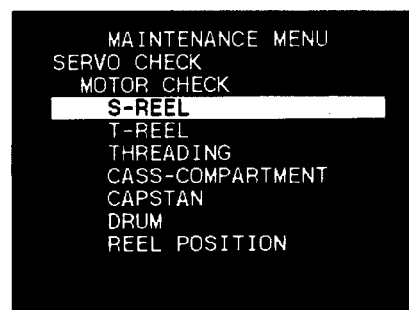 MAINTENANCE MENU
SERVO CHECK
MOTOR CHECK
S-REEL
T-REEL
THREADING
CASS-COMPARTMENT
CAPSTAN
DRUM
REEL POSITION